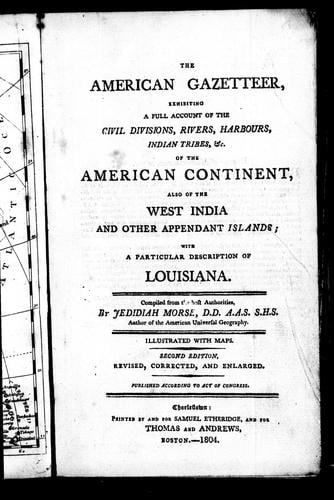 THE
AMERICAN GAZETTEER,
EXHIBITING
A FULL ACCOUNT OF THE
CIVIL DIVISIONS, RIVERS, HARBOURS,
INDIAN TRIBES, &c.
OF THE
AMERICAN CONTINENT,
ALSO OF THE
WEST INDIA
AND OTHER APPENDANT ISLANDS;
WITH
A PARTICULAR DESCRIPTION OF
LOUISIANA.
Compiled from the best Authorities,
By JEDIDIAH MORSE, D.D. A.A.S. S.H.S.
Author of the American Universal Geography.
ILLUSTRATED WITH MAPS.
SECOND EDITION,
REVISED, CORRECTED, AND ENLARGED.
PUBLISHED ACCORDING TO ACT OF CONGRESS.
Charlestown:
PRINTED BY AND FOR SAMUEL ETHERIDGE, AND FOR
THOMAS AND ANDREWS,
BOSTON.—1804.
ATLANTIC OCE